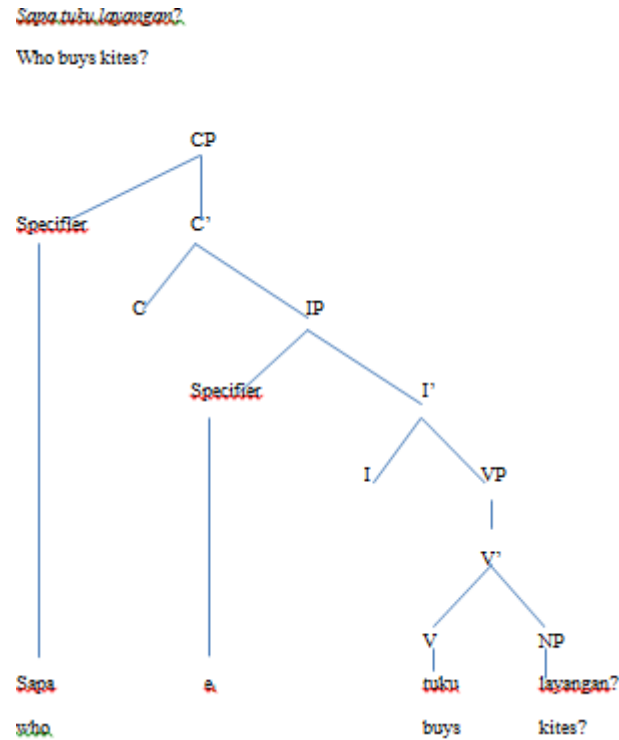 Sapa tuku layangan?
Who buys kites?
CP
Specifier C’
C IP
Specifier I’
I VP
V’
V NP
Sapa e, tuku layangan?
who buys kites?